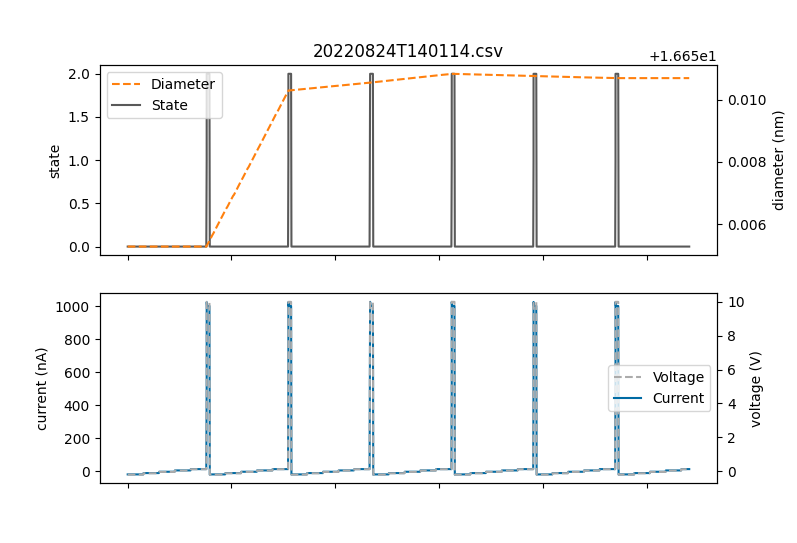 20220824T140114.csv
+1.665e1
2.0
1.5
1.0
0.5
0.0
state
Diameter
State
0.010
0.008
0.006
diameter (nm)
1000
800
600
400
200
0
current (nA)
Voltage
Current
10
8
6
4
2
0
voltage (V)